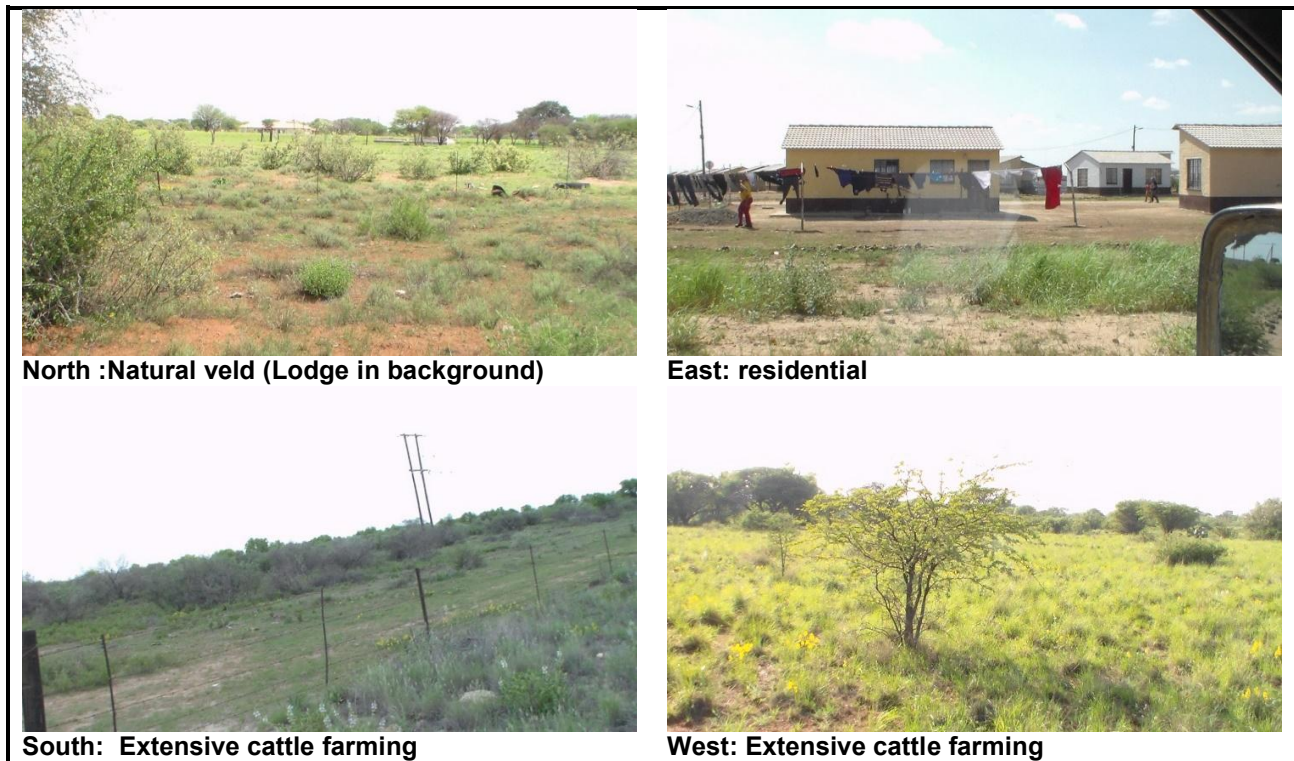 North :Natural veld (Lodge in background)
East: residential
South:  Extensive cattle farming
West: Extensive cattle farming